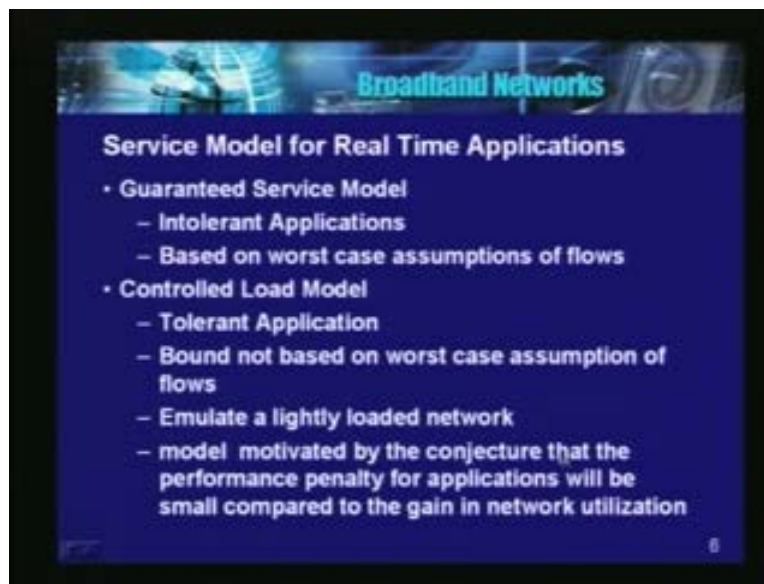 Broadband Networks
Service Model for Real Time Applications
• Guaranteed Service Model
– Intolerant Applications
– Based on worst case assumptions of flows
• Controlled Load Model
– Tolerant Application
– Bound not based on worst case assumption of
flows
– Emulate a lightly loaded network
– model motivated by the conjecture that the
performance penalty for applications will be
small compared to the gain in network utilization
6